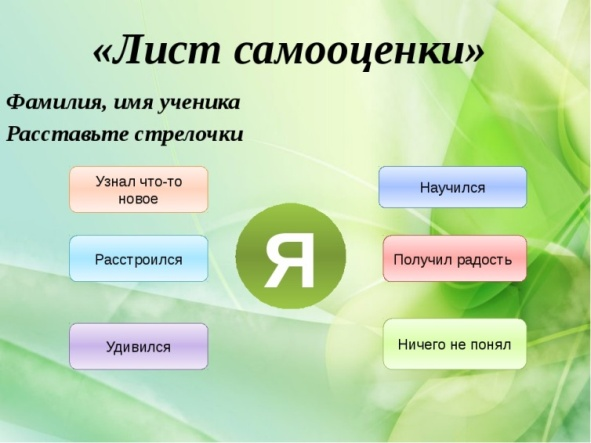 «Лист самооценки»
Фамилия, имя ученика
Расставьте стрелочки
Узнал что-то
новое
Научился
Я
Расстроился
Получил радость
Удивился
Ничего не понял